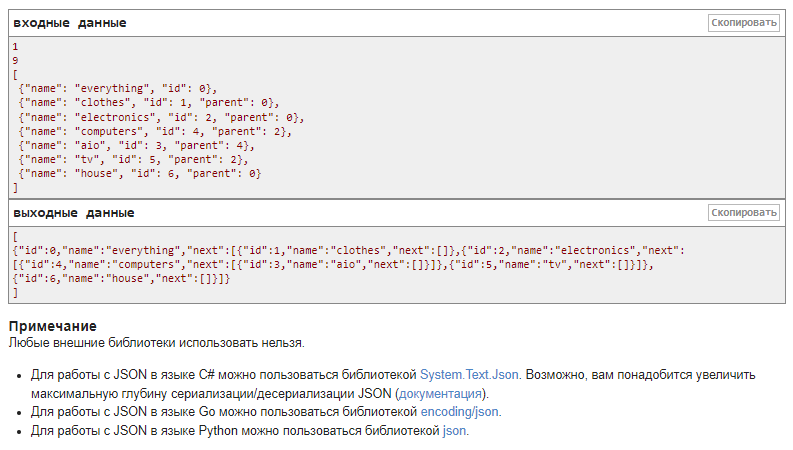 входные данные
Скопировать
1
9
[
 {"name": "everything", "id": 0},
 {"name": "clothes", "id": 1, "parent": 0},
 {"name": "electronics", "id": 2, "parent": 0},
 {"name": "computers", "id": 4, "parent": 2},
 {"name": "aio", "id": 3, "parent": 4},
 {"name": "tv", "id": 5, "parent": 2},
 {"name": "house", "id": 6, "parent": 0}
]
выходные данные
Скопировать
[
{"id":0,"name":"everything","next":[{"id":1,"name":"clothes","next":[]},{"id":2,"name":"electronics","next":
[{"id":4,"name":"computers","next":[{"id":3,"name":"aio","next":[]}]},{"id":5,"name":"tv","next":[]}]},
{"id":6,"name":"house","next":[]}]}
]
Примечание
Любые внешние библиотеки использовать нельзя.
• Для работы с JSON в языке C# можно пользоваться библиотекой System.Text.Json. Возможно, вам понадобится увеличить
максимальную глубину сериализации/десериализации JSON (документация).
• Для работы с JSON в языке Go можно пользоваться библиотекой encoding/json.
• Для работы с JSON в языке Python можно пользоваться библиотекой json.